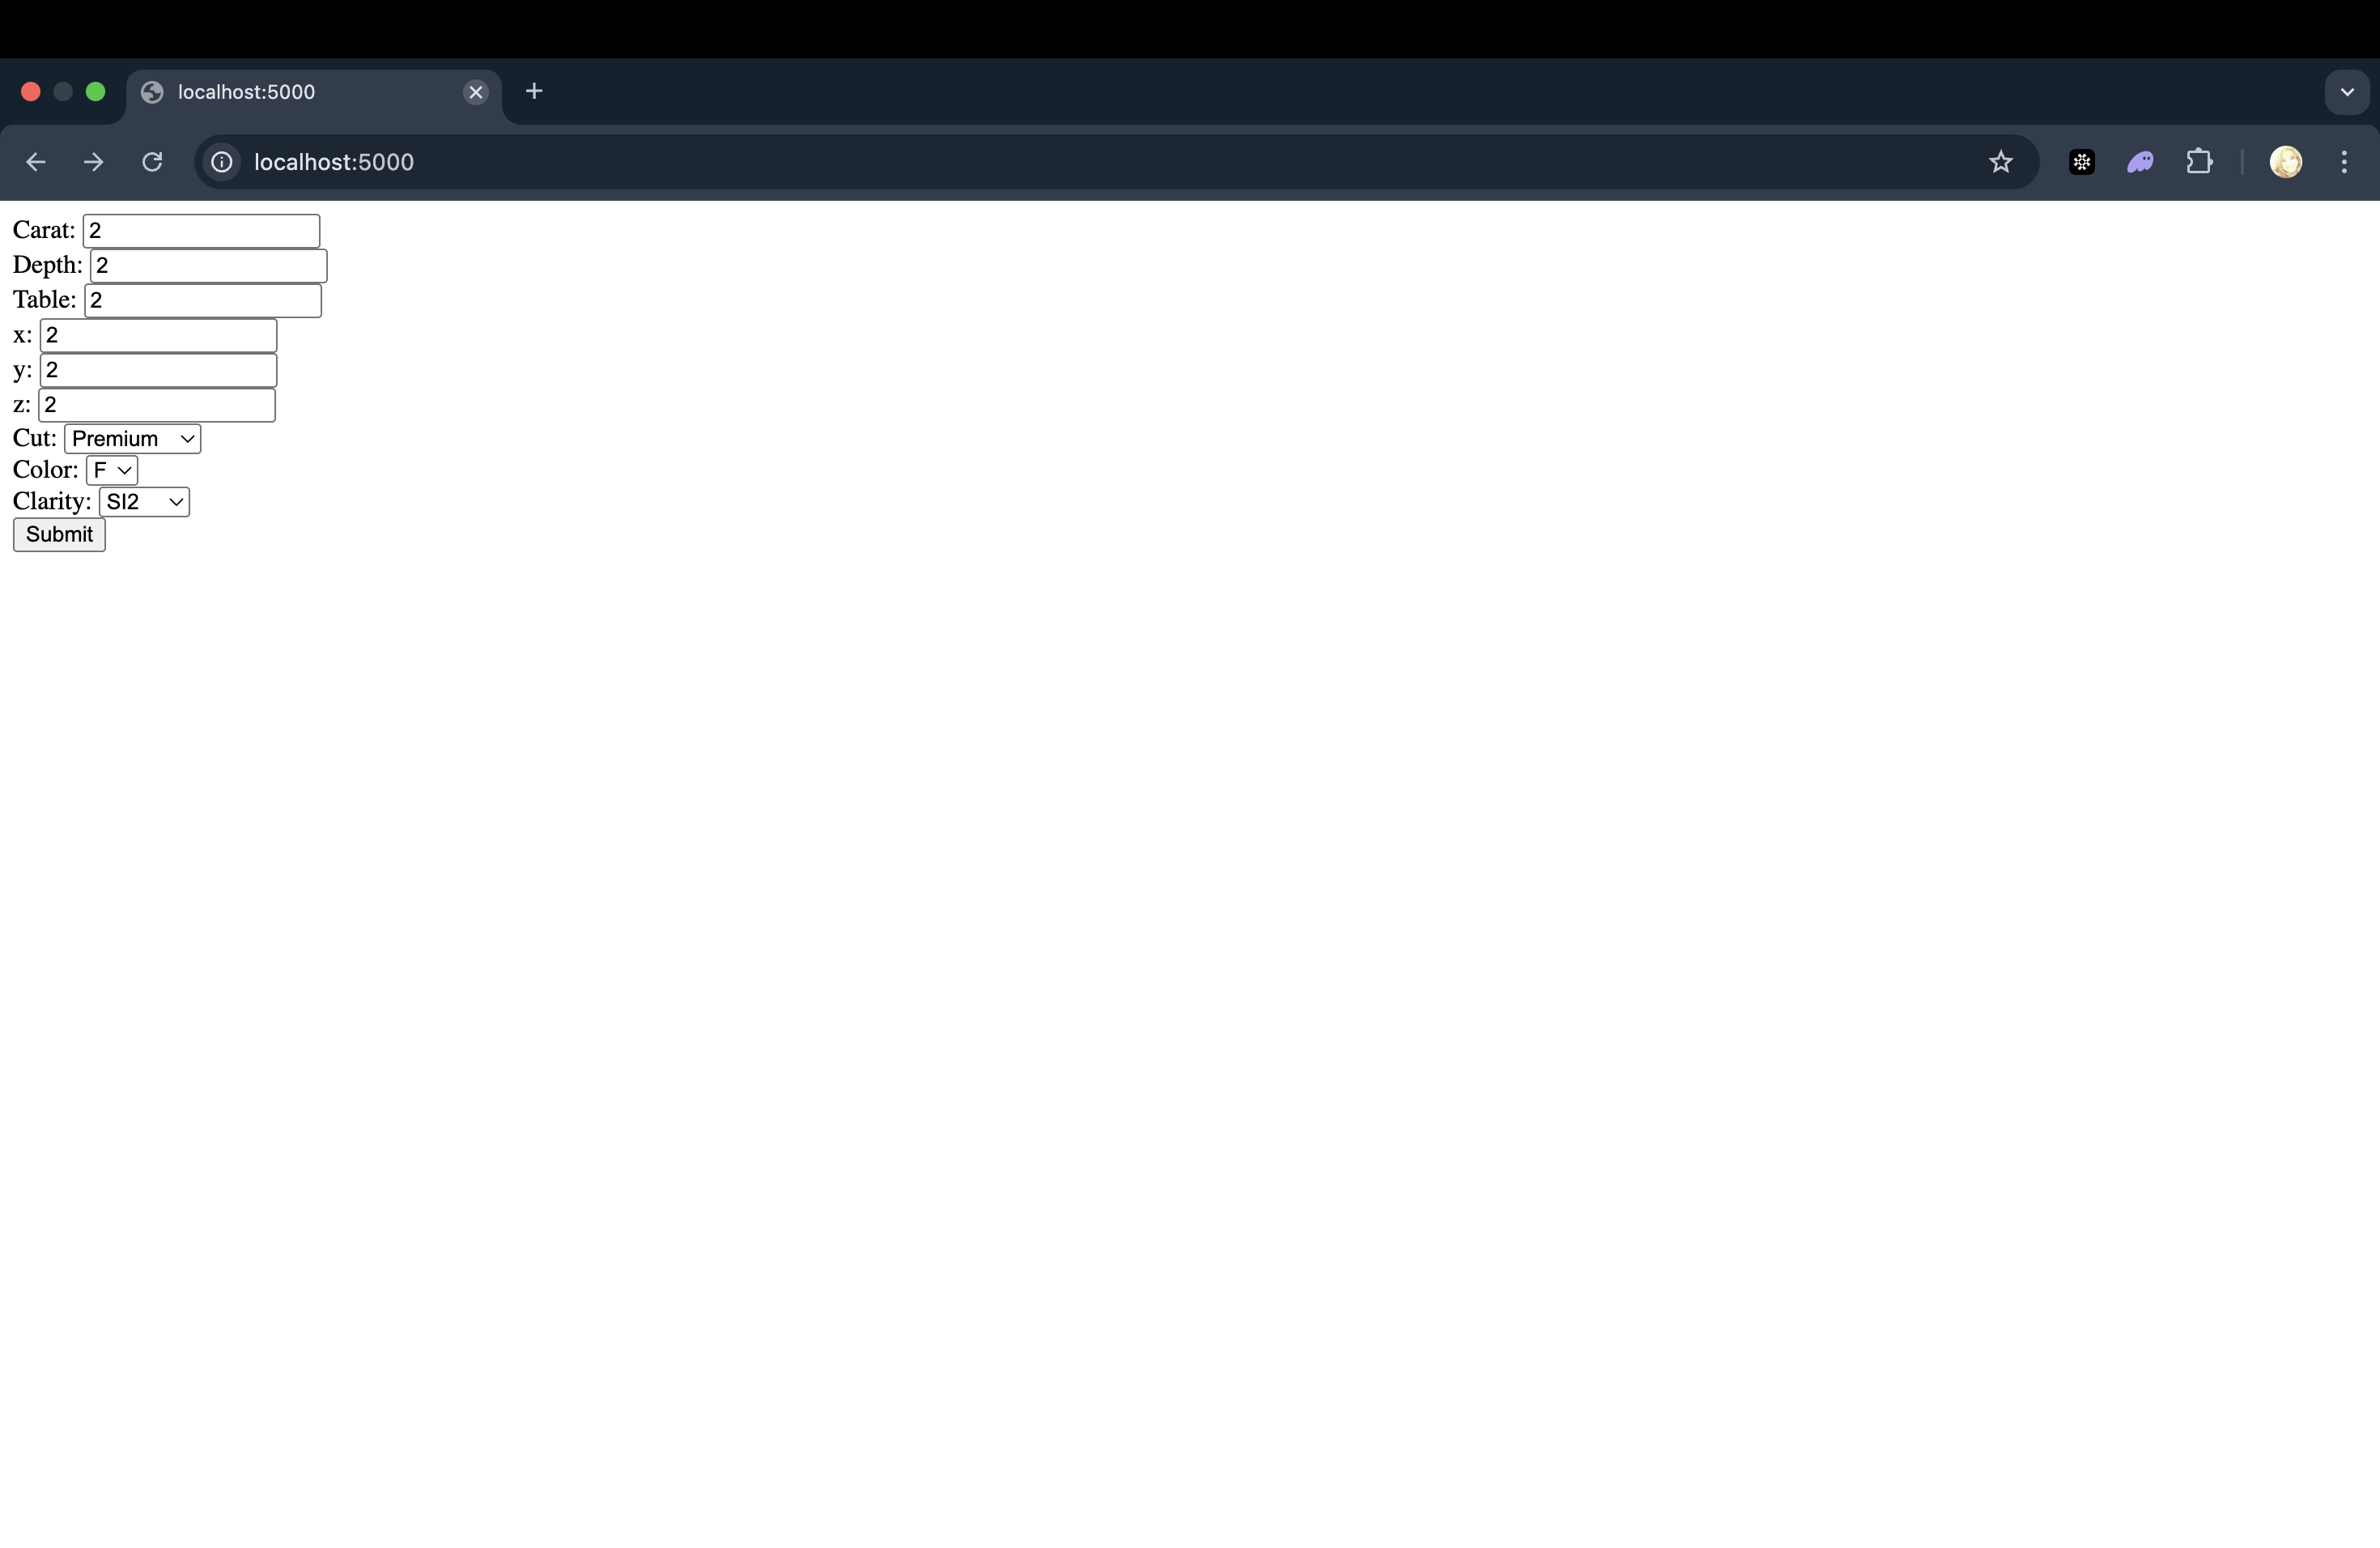 localhost:5000
localhost:5000
Carat: 2
Depth: 2
Table: 2
x: 2
y: 2
z: 2
Cut: Premium
Color: F
Clarity: SI2
Submit